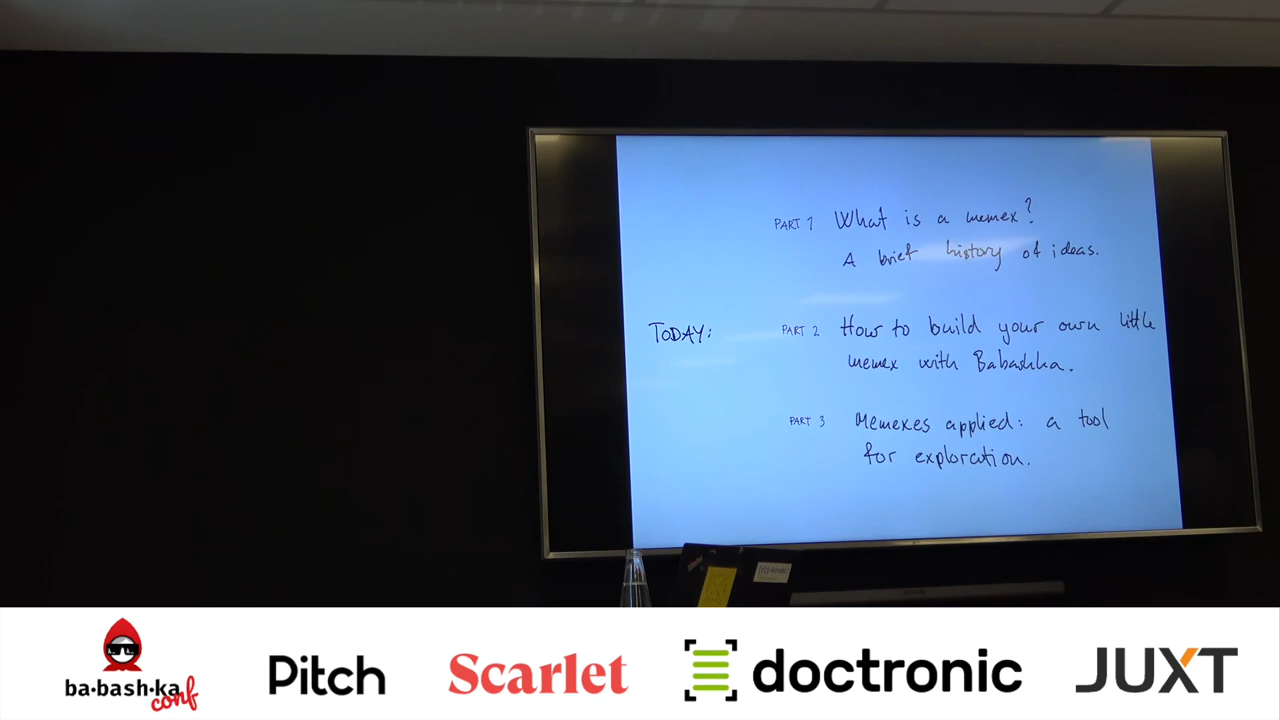 PART 1 What is a memex?
A brief history of ideas.
TODAY:
PART 2 How to build your own little
memex with Babashka.
PART 3 Memexes applied: a tool
for exploration.
ba·bash·ka conf
Pitch
Scarlet
doctronic
JUXT